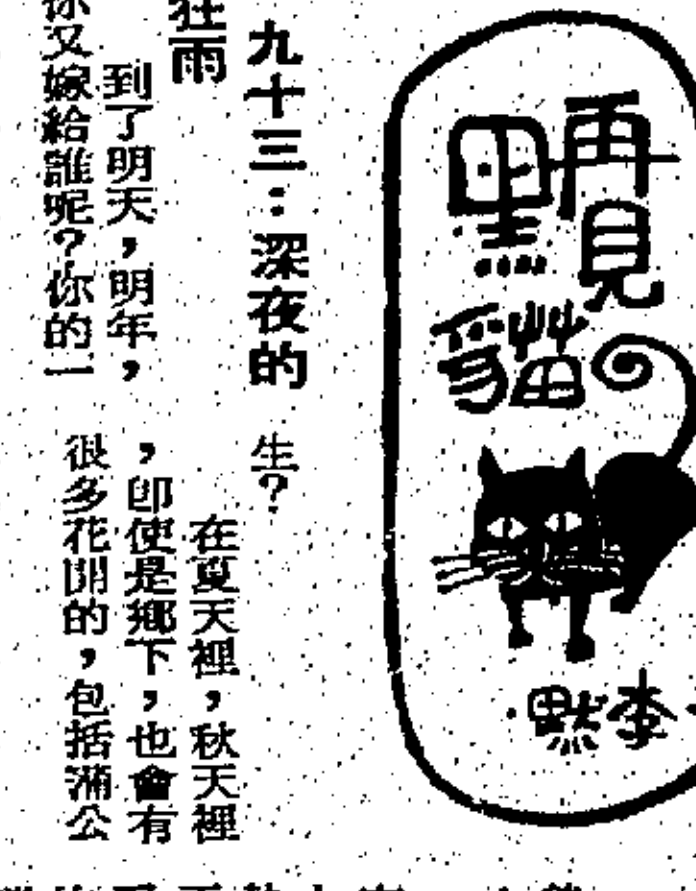 再見
黑貓
李默
九十三：深夜的
狂雨
到了明天，明年，
你又嫁給誰呢？你的一
生？
在夏天裡，秋天裡
，即使是鄉下，也會有
很多花開的，包括滿公